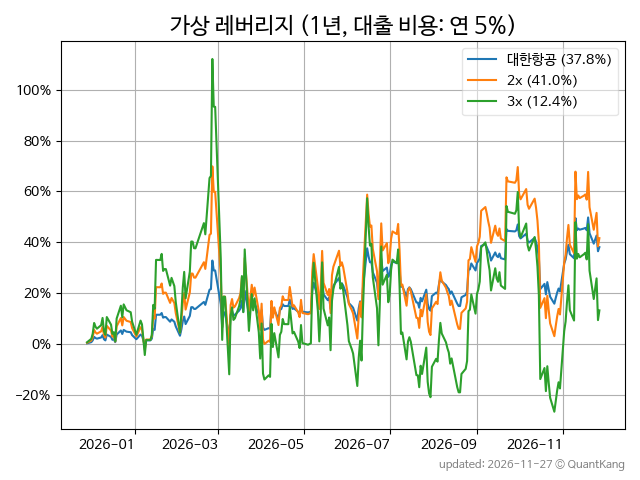 가상 레버리지 (1년, 대출 비용: 연 5%)
대한항공 (37.8%)
2x (41.0%)
3x (12.4%)
100%
80%
60%
40%
20%
0%
−20%
2026-01
2026-03
2026-05
2026-07
2026-09
2026-11
updated: 2026-11-27 © QuantKang